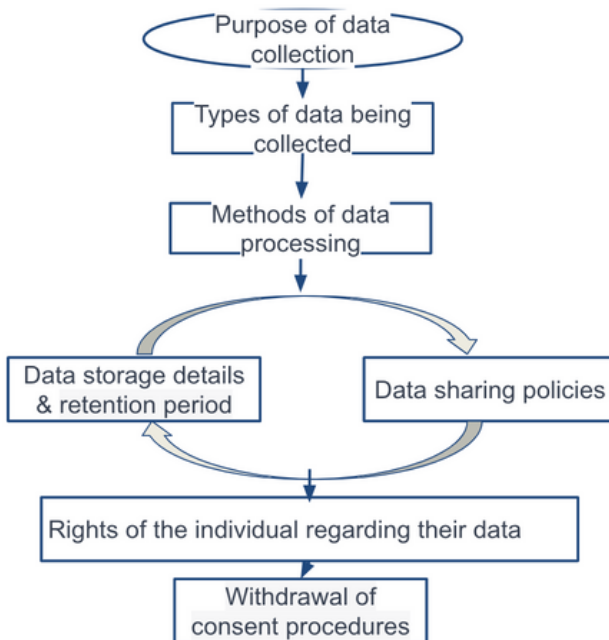 Purpose of data
collection
Types of data being
collected
Methods of data
processing
Data storage details
& retention period
Data sharing policies
Rights of the individual regarding their data
Withdrawal of
consent procedures